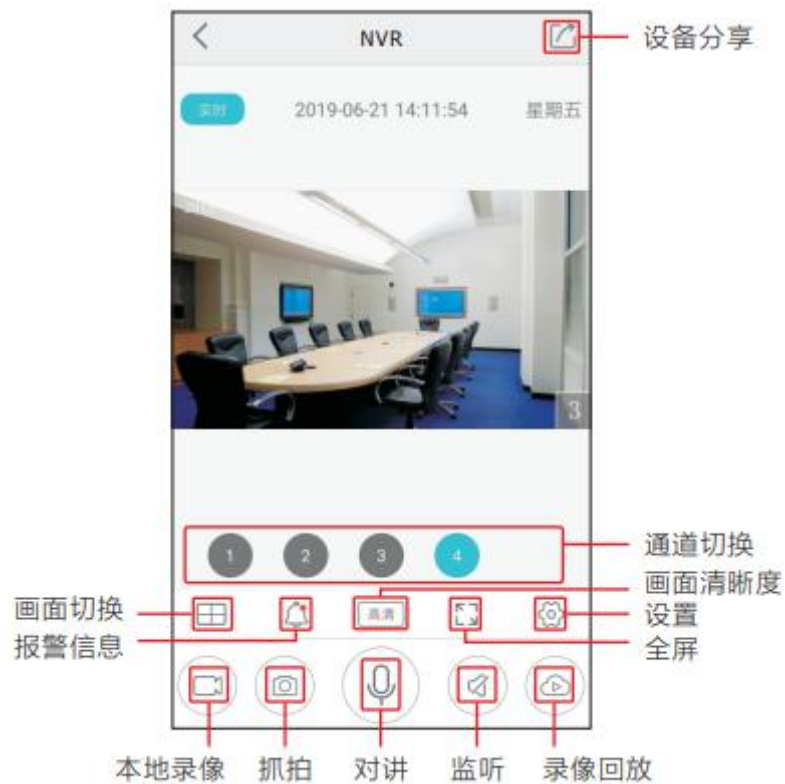 NVR
设备分享
实时 2019-06-21 14:11:54 星期五
3
1 2 3 4
通道切换
画面清晰度
画面切换
高清
设置
报警信息
全屏
本地录像 抓拍 对讲 监听 录像回放